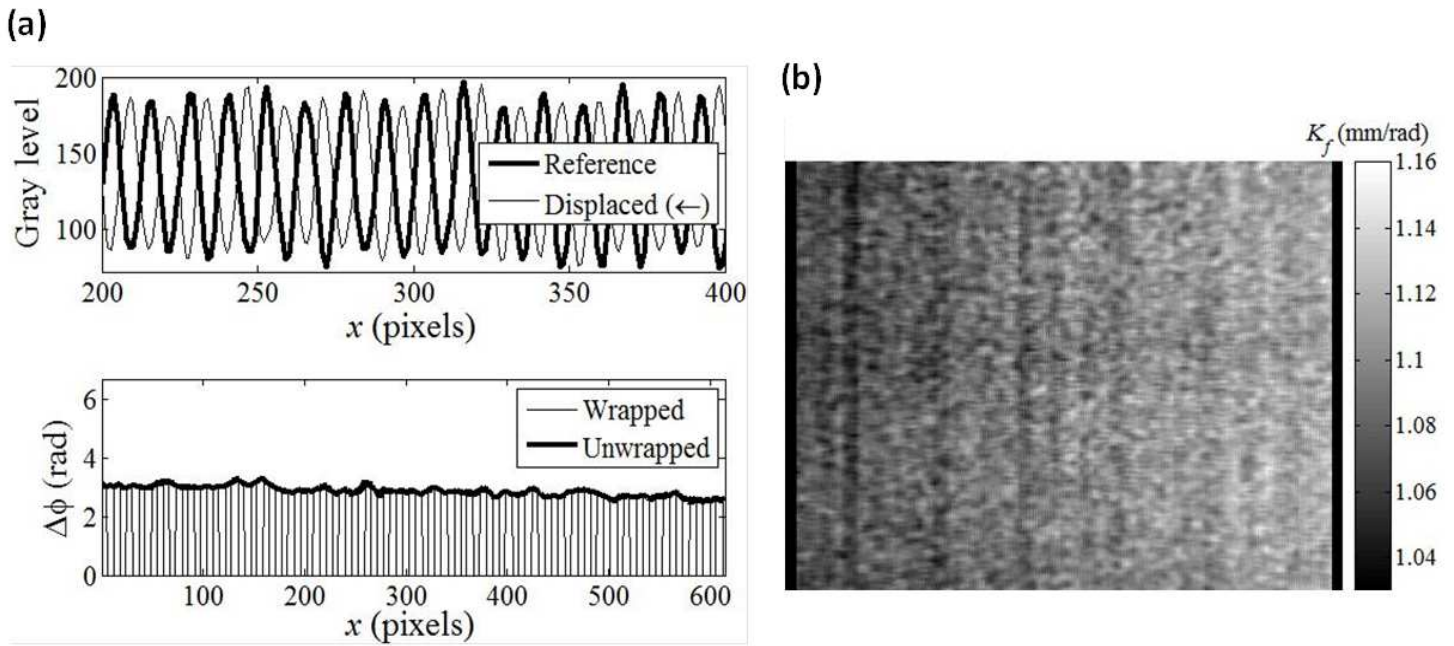 (a)
200
150
100
Gray level
Reference
Displaced (←)
200 250 300 350 400
x (pixels)
6
4
2
0
Δϕ (rad)
Wrapped
Unwrapped
100 200 300 400 500 600
x (pixels)
(b)
K_f (mm/rad)
1.16
1.14
1.12
1.1
1.08
1.06
1.04